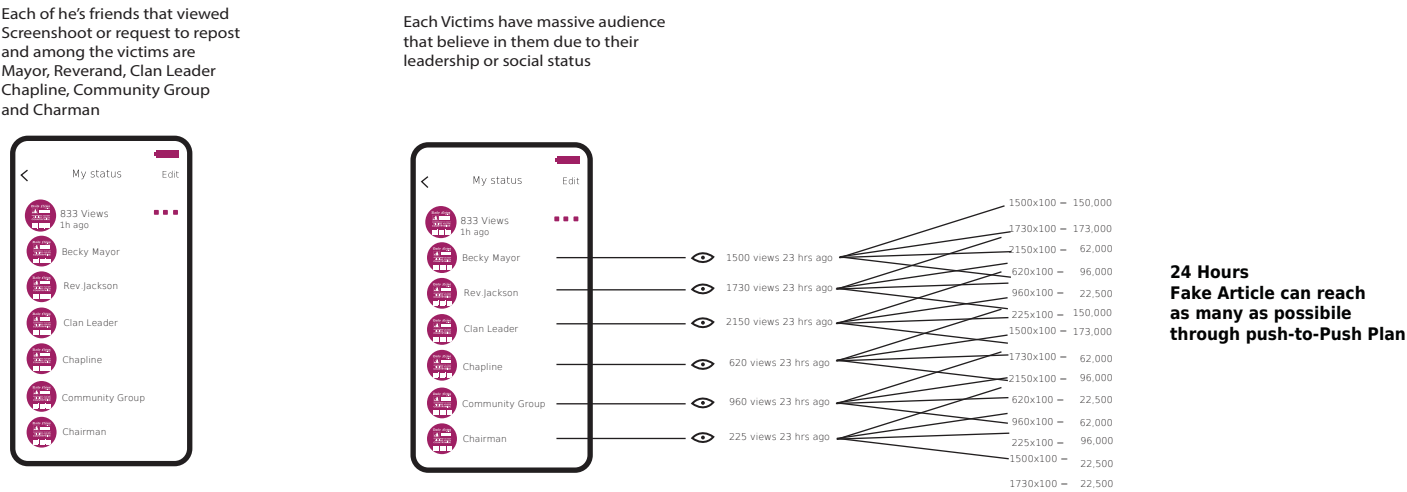 Each of he's friends that viewed
Screenshoot or request to repost
and among the victims are
Mayor, Reverand, Clan Leader
Chapline, Community Group
and Charman
My status
Edit
833 Views
1h ago
Becky Mayor
Rev.Jackson
Clan Leader
Chapline
Community Group
Chairman
Each Victims have massive audience
that believe in them due to their
leadership or social status
My status
Edit
833 Views
1h ago
Becky Mayor
Rev.Jackson
Clan Leader
Chapline
Community Group
Chairman
1500 views 23 hrs ago
1730 views 23 hrs ago
2150 views 23 hrs ago
620 views 23 hrs ago
960 views 23 hrs ago
225 views 23 hrs ago
1500x100 = 150,000
1730x100 = 173,000
2150x100 = 62,000
620x100 = 96,000
960x100 = 22,500
225x100 = 150,000
1500x100 = 173,000
1730x100 = 62,000
2150x100 = 96,000
620x100 = 22,500
960x100 = 62,000
225x100 = 96,000
1500x100 = 22,500
1730x100 = 22,500
24 Hours
Fake Article can reach
as many as possibile
through push-to-Push Plan